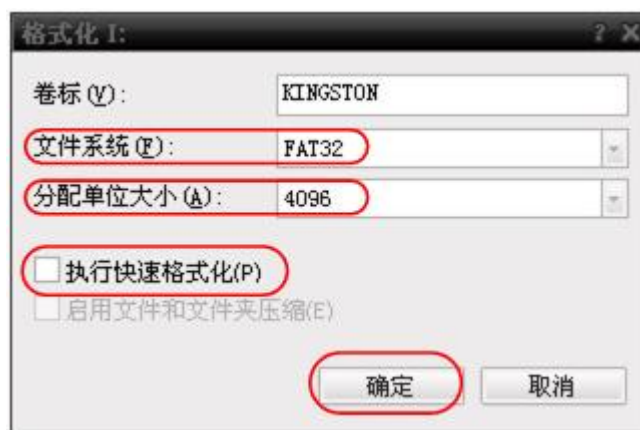 格式化 I:
卷标(V): KINGSTON
文件系统(F): FAT32
分配单位大小(A): 4096
执行快速格式化(P)
启用文件和文件夹压缩(E)
确定 取消